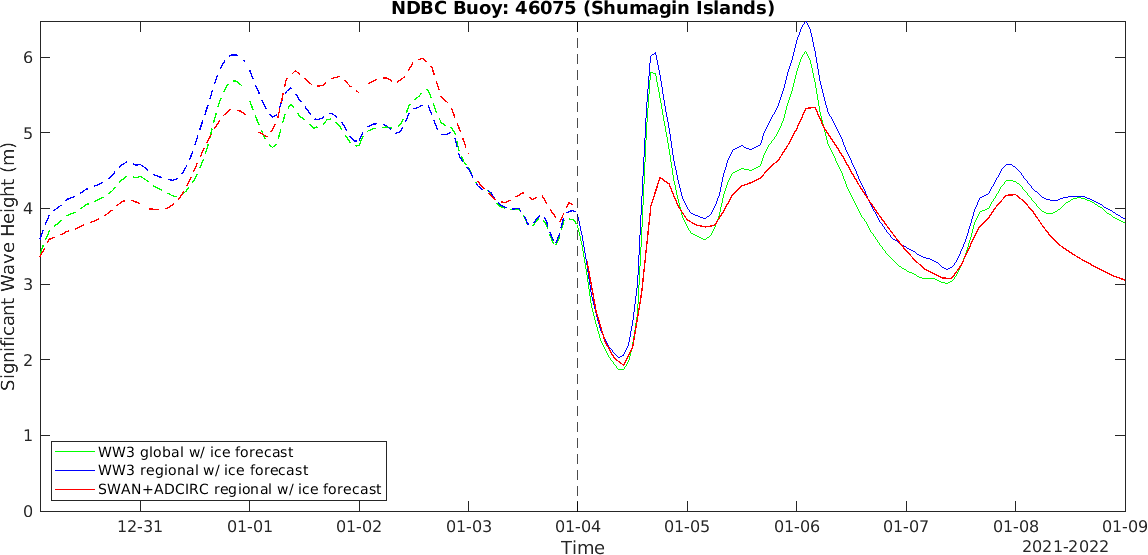 NDBC Buoy: 46075 (Shumagin Islands)
Significant Wave Height (m)
6
5
4
3
2
1
0
WW3 global w/ ice forecast
WW3 regional w/ ice forecast
SWAN+ADCIRC regional w/ ice forecast
12-31 01-01 01-02 01-03 01-04 01-05 01-06 01-07 01-08 01-09
Time
2021-2022